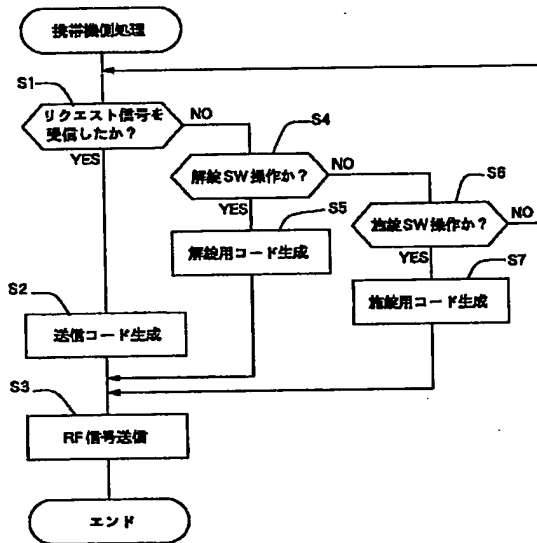 携帯機側処理
S1
リクエスト信号を
受信したか？
NO
YES
S4
解錠SW操作か？
NO
YES
S6
施錠SW操作か？
NO
YES
S5
解錠用コード生成
S7
施錠用コード生成
S2
送信コード生成
S3
RF信号送信
エンド